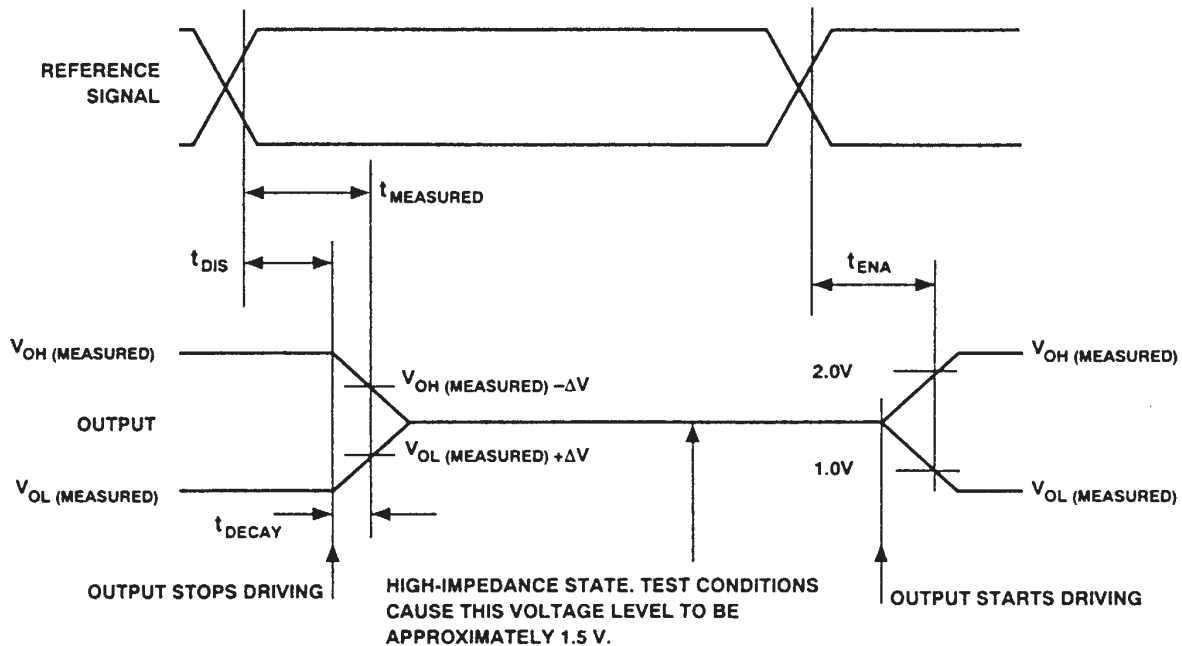 REFERENCE
SIGNAL
tMEASURED
tDIS
tENA
VOH (MEASURED)
VOH (MEASURED) –ΔV
2.0V
VOH (MEASURED)
OUTPUT
VOL (MEASURED) +ΔV
1.0V
VOL (MEASURED)
VOL (MEASURED)
tDECAY
OUTPUT STOPS DRIVING
HIGH-IMPEDANCE STATE. TEST CONDITIONS
CAUSE THIS VOLTAGE LEVEL TO BE
APPROXIMATELY 1.5 V.
OUTPUT STARTS DRIVING